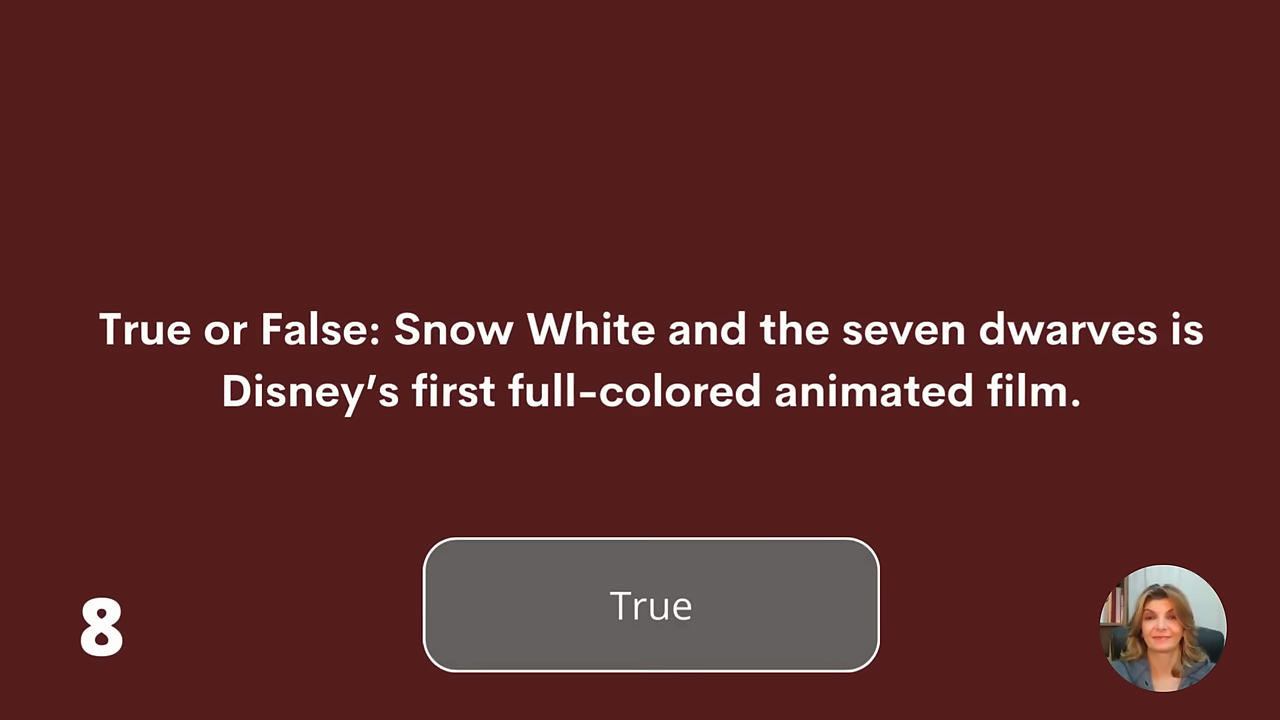 True or False: Snow White and the seven dwarves is
Disney’s first full-colored animated film.
True
8